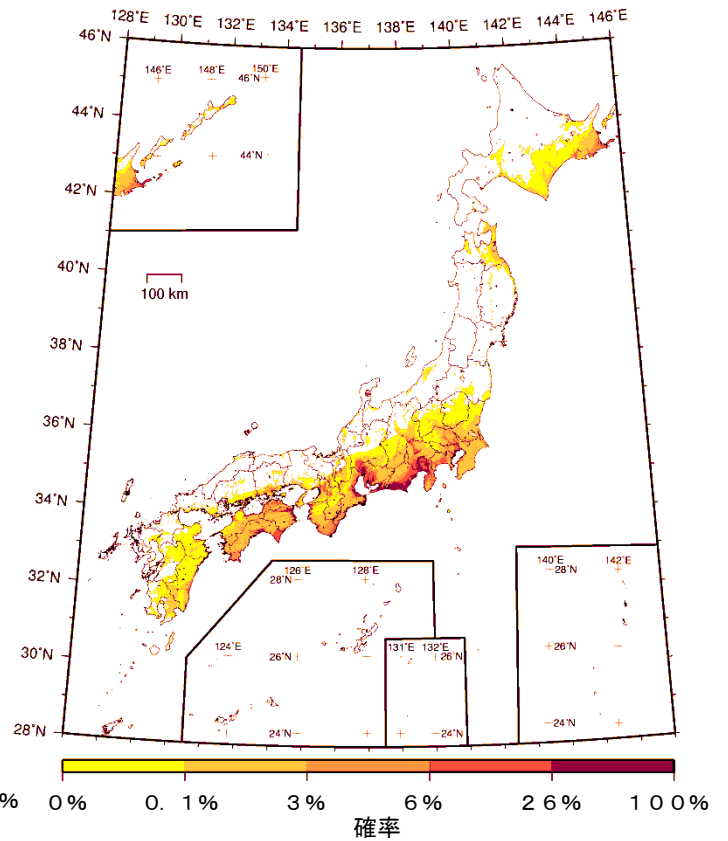 128°E 130°E 132°E 134°E 136°E 138°E 140°E 142°E 144°E 146°E
46°N
146°E 148°E 150°E
46°N
44°N
44°N
42°N
40°N
100 km
38°N
36°N
34°N
32°N
126°E 128°E
28°N
140°E 142°E
28°N
124°E
26°N
131°E 132°E
26°N
26°N
30°N
24°N
24°N
24°N
28°N
% 0% 0.1% 3% 6% 26% 100%
確率